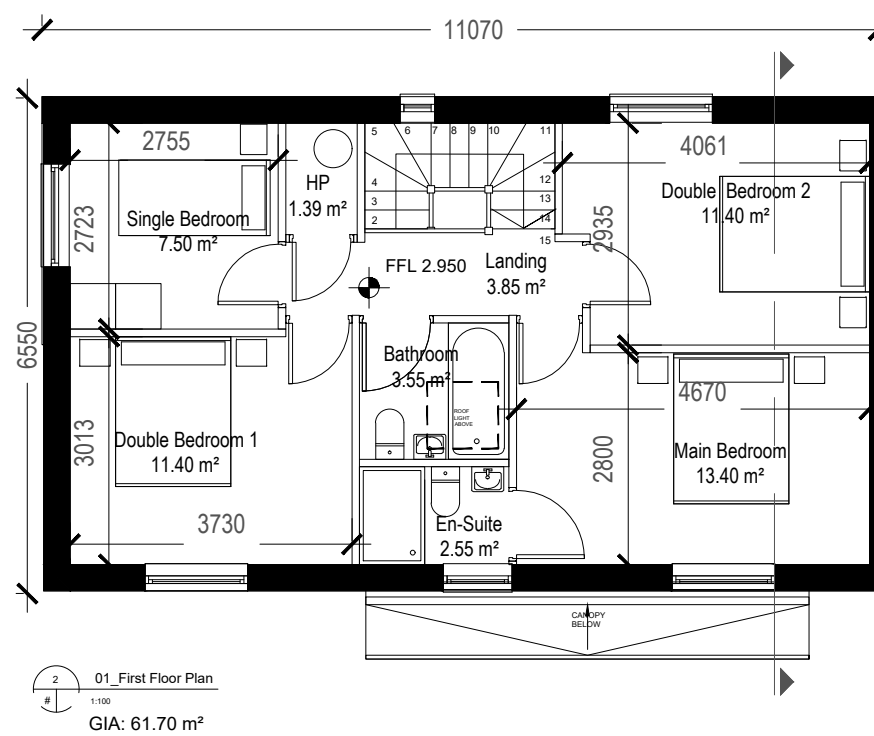 11070
5
6
7
8
9
10
11
2755
4061
HP
1.39 m²
4
3
2
12
13
14
15
Double Bedroom 2
11.40 m²
Single Bedroom
7.50 m²
2723
2935
FFL 2.950
Landing
3.85 m²
6550
Bathroom
3.55 m²
ROOF
LIGHT
ABOVE
4670
Double Bedroom 1
11.40 m²
3013
Main Bedroom
13.40 m²
2800
3730
En-Suite
2.55 m²
CANOPY
BELOW
2
01_First Floor Plan
#
1:100
GIA: 61.70 m²